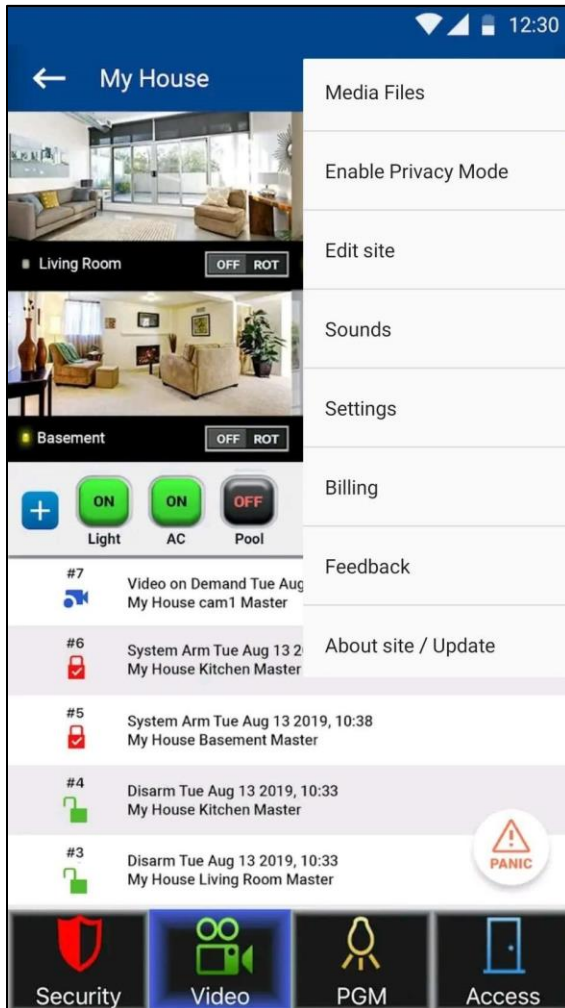 12:30
My House
Media Files
Enable Privacy Mode
Edit site
Sounds
Settings
Billing
Feedback
About site / Update
Living Room
OFF ROT
Basement
OFF ROT
ON
ON
OFF
Light
AC
Pool
#7
Video on Demand Tue Aug
My House cam1 Master
#6
System Arm Tue Aug 13
My House Kitchen Master
#5
System Arm Tue Aug 13 2019, 10:38
My House Basement Master
#4
Disarm Tue Aug 13 2019, 10:33
My House Kitchen Master
#3
Disarm Tue Aug 13 2019, 10:33
My House Living Room Master
PANIC
Security
Video
PGM
Access